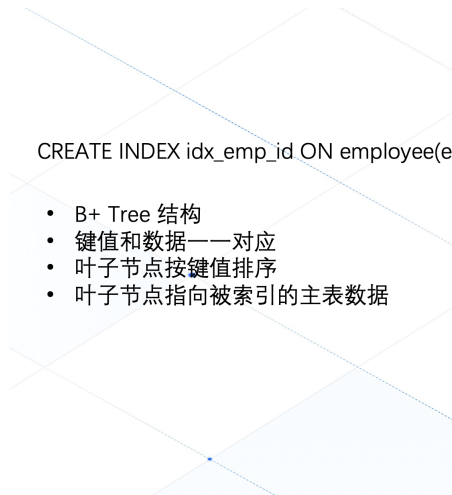 CREATE INDEX idx_emp_id ON employee(e
• B+ Tree 结构
• 键值和数据一一对应
• 叶子节点按键值排序
• 叶子节点指向被索引的主表数据